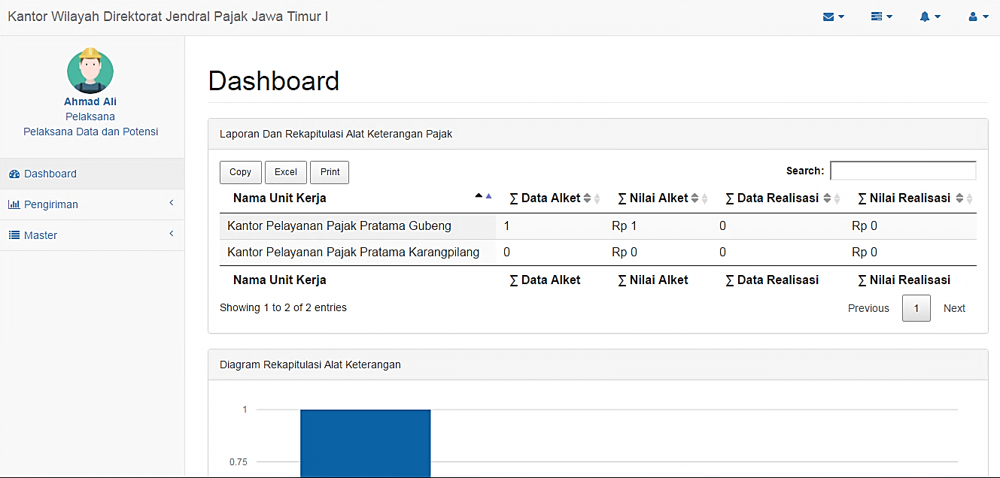 Kantor Wilayah Direktorat Jendral Pajak Jawa Timur I
Ahmad Ali
Pelaksana
Pelaksana Data dan Potensi
Dashboard
Pengiriman
Master
Dashboard
Laporan Dan Rekapitulasi Alat Keterangan Pajak
Copy Excel Print Search:
Nama Unit Kerja ∑ Data Alket ∑ Nilai Alket ∑ Data Realisasi ∑ Nilai Realisasi
Kantor Pelayanan Pajak Pratama Gubeng 1 Rp 1 0 Rp 0
Kantor Pelayanan Pajak Pratama Karangpilang 0 Rp 0 0 Rp 0
Nama Unit Kerja ∑ Data Alket ∑ Nilai Alket ∑ Data Realisasi ∑ Nilai Realisasi
Showing 1 to 2 of 2 entries Previous 1 Next
Diagram Rekapitulasi Alat Keterangan
1
0.75